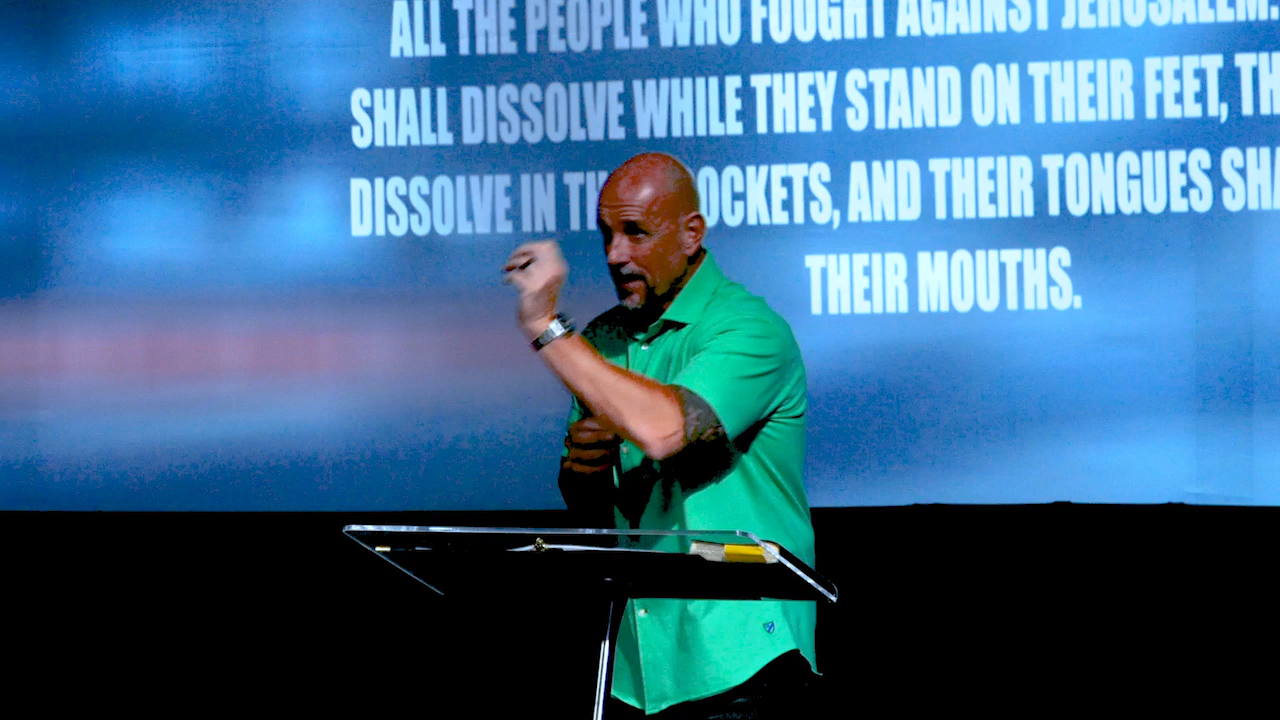 ALL THE PEOPLE WHO FOUGHT AGAINST JERUSALEM.
SHALL DISSOLVE WHILE THEY STAND ON THEIR FEET,
DISSOLVE IN OCKETS, AND THEIR TONGUES
THEIR MOUTHS.